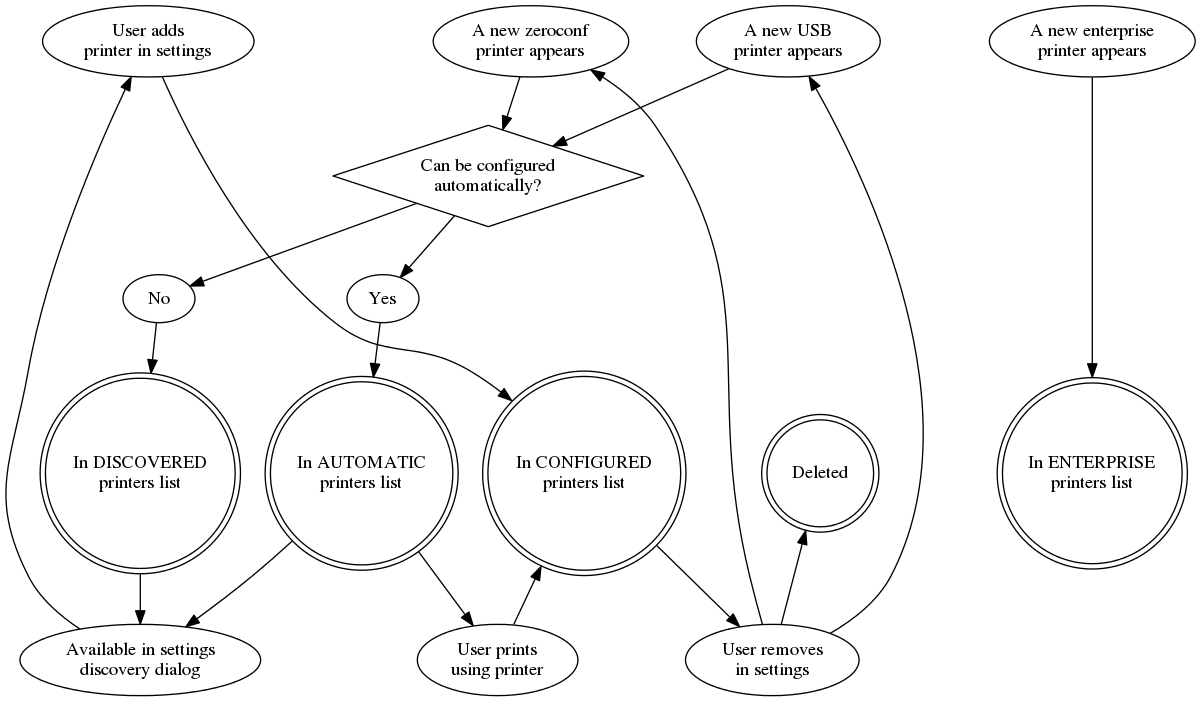 User adds
printer in settings
A new zeroconf
printer appears
A new USB
printer appears
A new enterprise
printer appears
Can be configured
automatically?
No
Yes
In DISCOVERED
printers list
In AUTOMATIC
printers list
In CONFIGURED
printers list
Deleted
In ENTERPRISE
printers list
Available in settings
discovery dialog
User prints
using printer
User removes
in settings